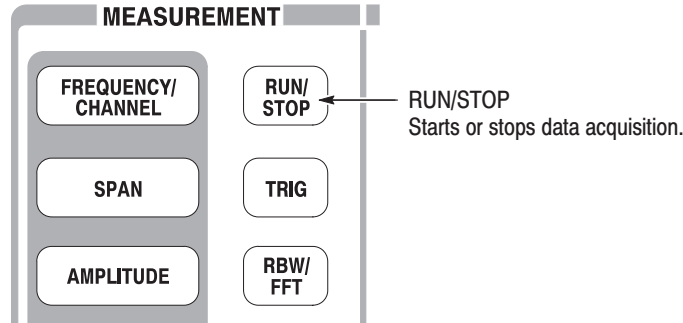 MEASUREMENT
FREQUENCY/
CHANNEL
RUN/
STOP
RUN/STOP
Starts or stops data acquisition.
SPAN
TRIG
AMPLITUDE
RBW/
FFT